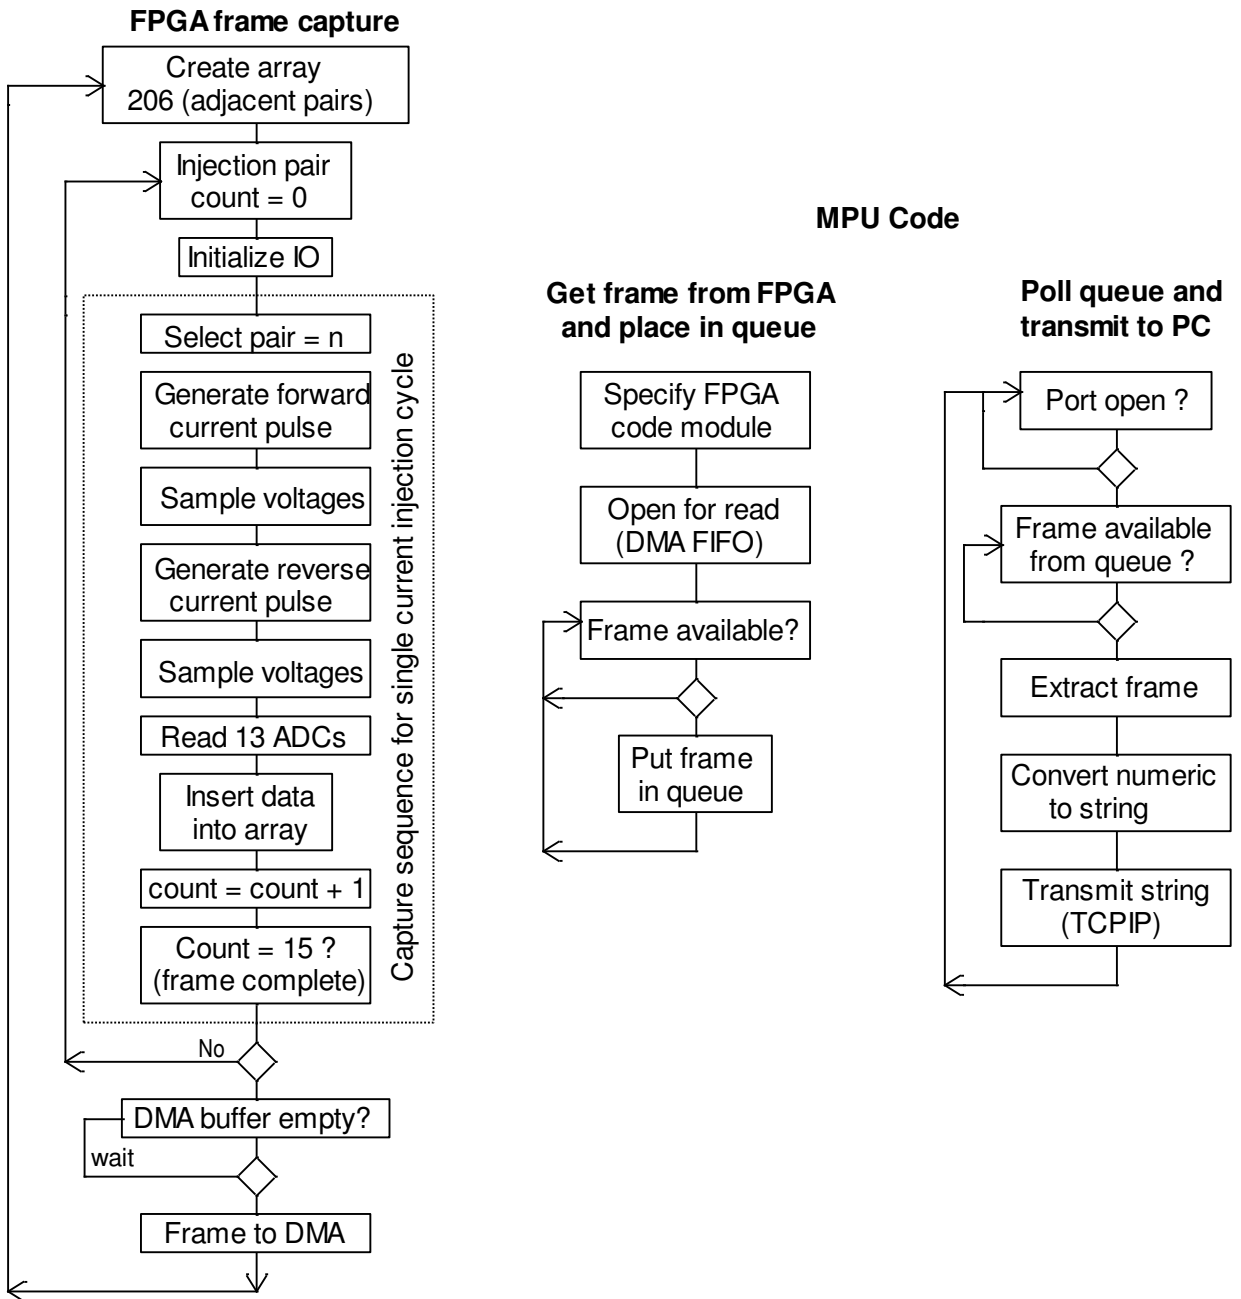 FPGA frame capture
Create array
206 (adjacent pairs)
Injection pair
count = 0
Initialize IO
Select pair = n
Generate forward
current pulse
Sample voltages
Generate reverse
current pulse
Sample voltages
Read 13 ADCs
Insert data
into array
count = count + 1
Count = 15 ?
(frame complete)
Capture sequence for single current injection cycle
No
DMA buffer empty?
wait
Frame to DMA
MPU Code
Get frame from FPGA
and place in queue
Specify FPGA
code module
Open for read
(DMA FIFO)
Frame available?
Put frame
in queue
Poll queue and
transmit to PC
Port open ?
Frame available
from queue ?
Extract frame
Convert numeric
to string
Transmit string
(TCPIP)